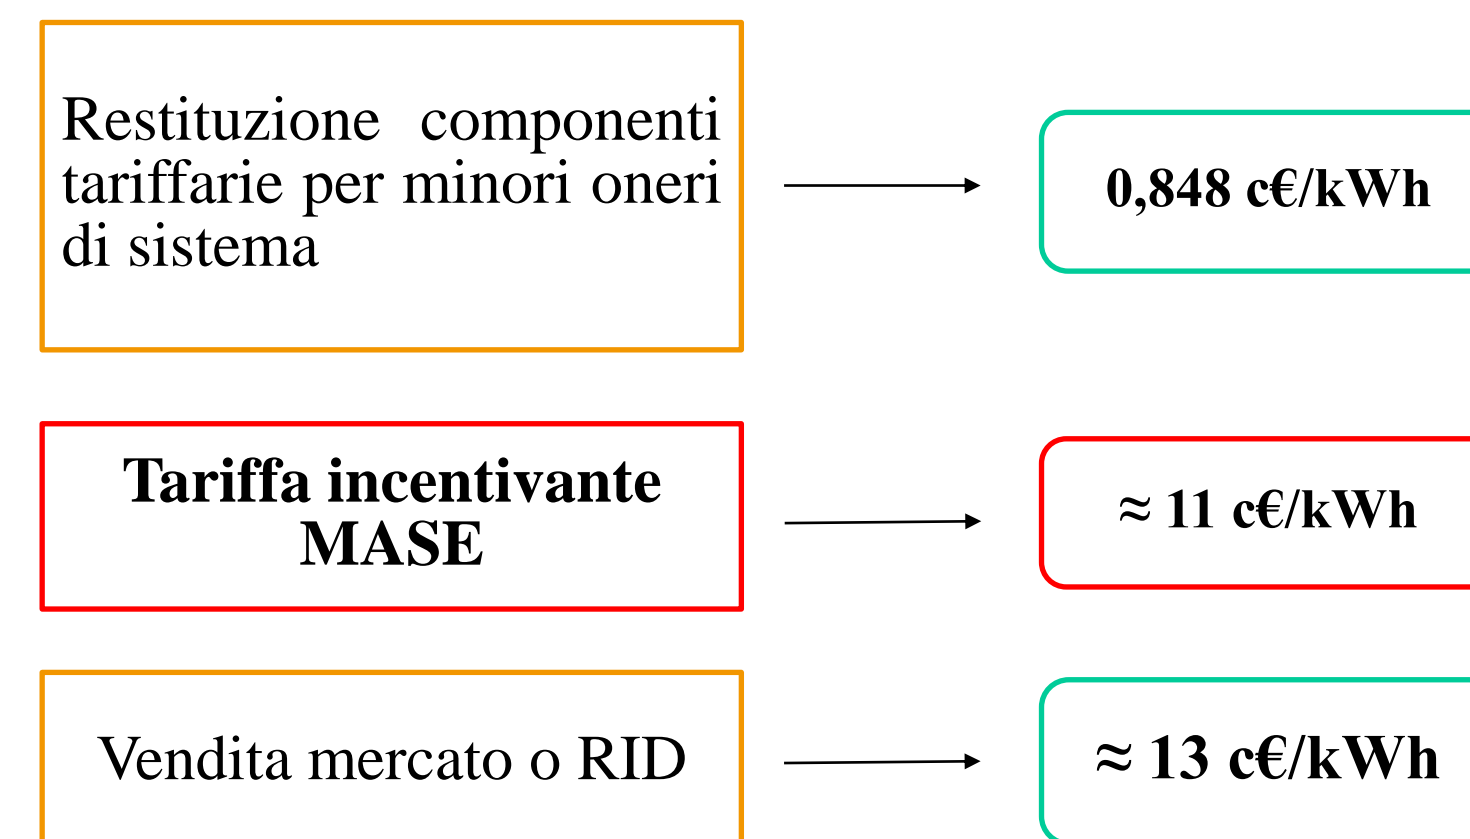 Restituzione componenti
tariffarie per minori oneri
di sistema
0,848 c€/kWh
Tariffa incentivante
MASE
≈ 11 c€/kWh
Vendita mercato o RID
≈ 13 c€/kWh